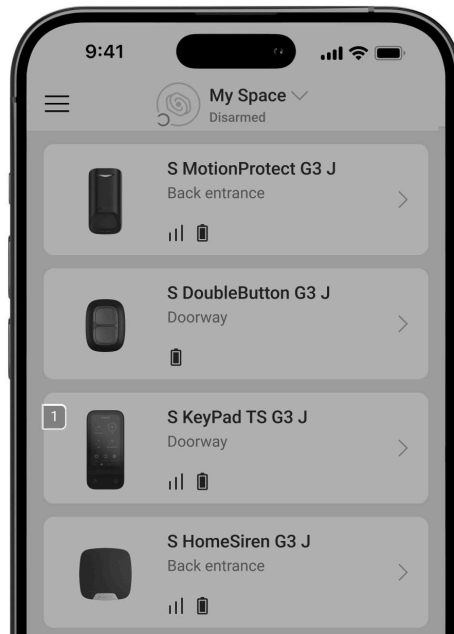 9:41
My Space
Disarmed
S MotionProtect G3 J
Back entrance
S DoubleButton G3 J
Doorway
1
S KeyPad TS G3 J
Doorway
S HomeSiren G3 J
Back entrance